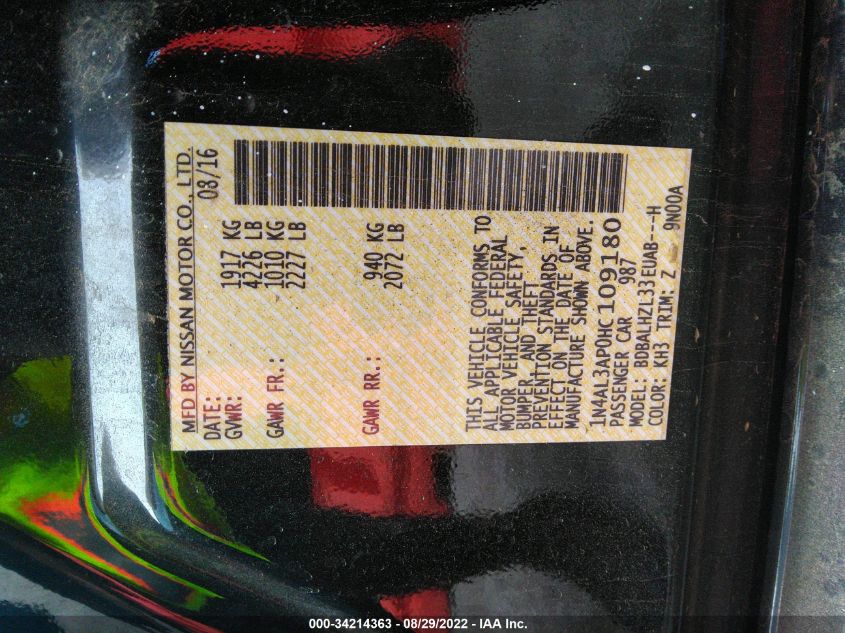 MFD BY NISSAN MOTOR CO., LTD.
DATE: 08/16
GVWR: 1917 KG
4226 LB
GAWR FR.: 1010 KG
2227 LB
GAWR RR.: 940 KG
2072 LB
THIS VEHICLE CONFORMS TO
ALL APPLICABLE FEDERAL
MOTOR VEHICLE SAFETY,
BUMPER AND THEFT
PREVENTION STANDARDS IN
EFFECT ON THE DATE OF
MANUFACTURE SHOWN ABOVE.
1N4AL3AP0HC109180
PASSENGER CAR 987
MODEL: BDBALHZL33EUAB---H
COLOR: KH3 TRIM: Z 9N00A
000-34214363 - 08/29/2022 - IAA Inc.